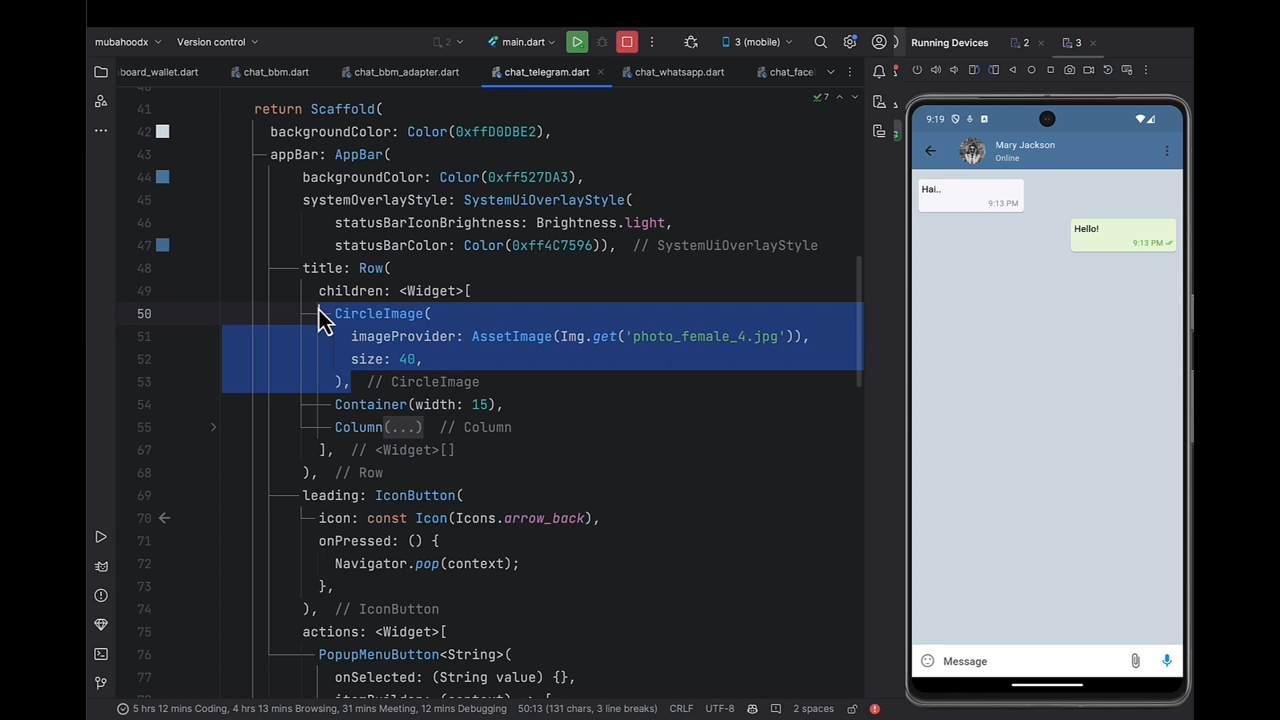 mubahoodx
Version control
2
main.dart
3 (mobile)
Running Devices
2
3
board_wallet.dart
chat_bbm.dart
chat_bbm_adapter.dart
chat_telegram.dart
chat_whatsapp.dart
chat_face
7
41 return Scaffold(
42 backgroundColor: Color(0xffD0DBE2),
43 appBar: AppBar(
44 backgroundColor: Color(0xff527DA3),
45 systemOverlayStyle: SystemUiOverlayStyle(
46 statusBarIconBrightness: Brightness.light,
47 statusBarColor: Color(0xff4C7596)), // SystemUiOverlayStyle
48 title: Row(
49 children: <Widget>[
50 CircleImage(
51 imageProvider: AssetImage(Img.get('photo_female_4.jpg')),
52 size: 40,
53 ), // CircleImage
54 Container(width: 15),
55 Column(...) // Column
67 ], // <Widget>[]
68 ), // Row
69 leading: IconButton(
70 icon: const Icon(Icons.arrow_back),
71 onPressed: () {
72 Navigator.pop(context);
73 },
74 ), // IconButton
75 actions: <Widget>[
76 PopupMenuButton<String>(
77 onSelected: (String value) {},
9:19
Mary Jackson
Online
Hai..
9:13 PM
Hello!
9:13 PM
Message
5 hrs 12 mins Coding, 4 hrs 13 mins Browsing, 31 mins Meeting, 12 mins Debugging
50:13 (131 chars, 3 line breaks)
CRLF
UTF-8
2 spaces